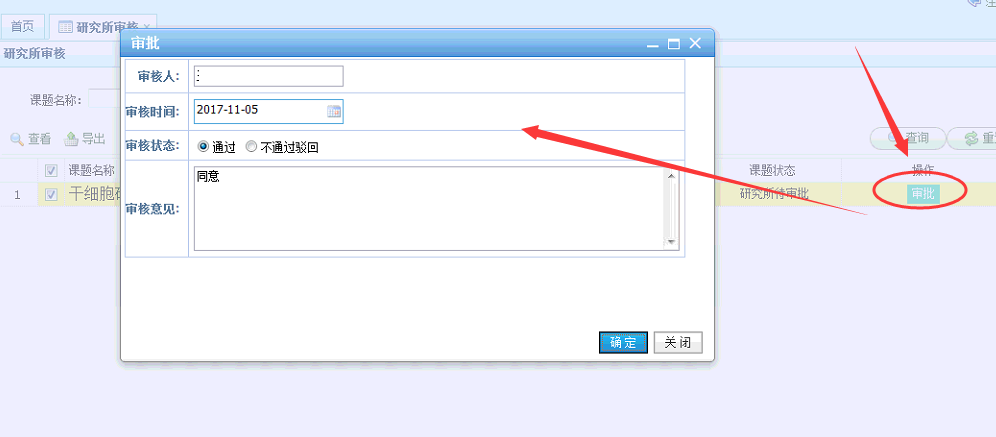 首页 研究所审核 ×
研究所审核
审批
审核人：
课题名称：
审核时间： 2017-11-05
查看 导出
查询
审核状态： 通过 不通过驳回
课题名称 课题状态 操作
1 干细胞 研究所待审批 审批
同意
审核意见：
确定 关闭